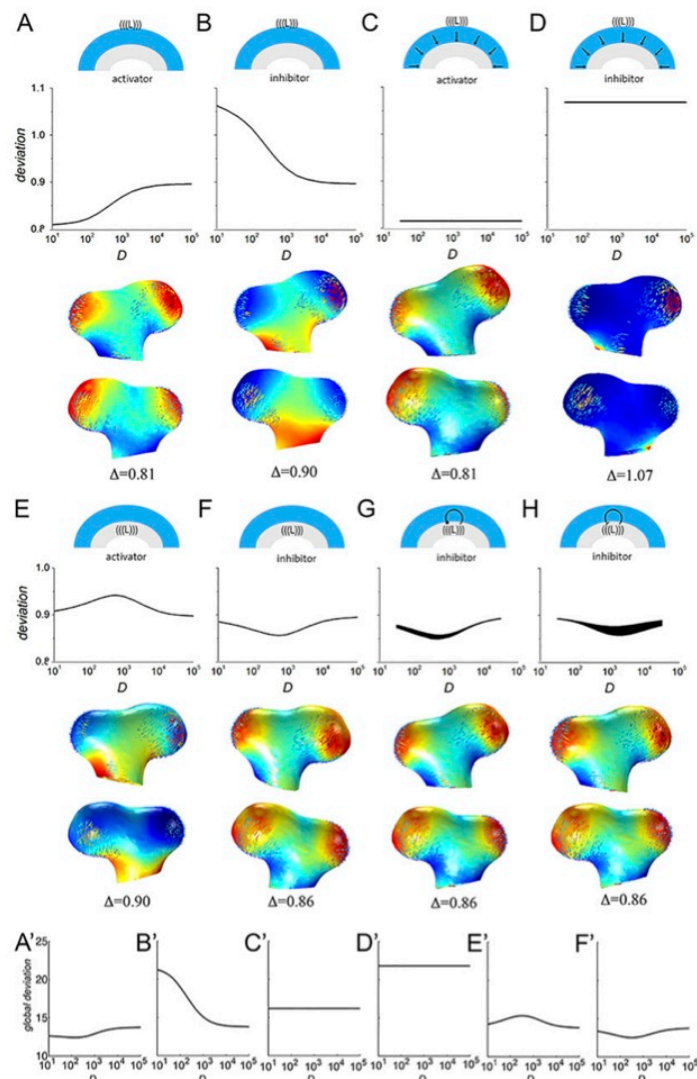 A B C D
(((L))) (((L))) (((L))) (((L)))
activator inhibitor activator inhibitor
1.1
1.0
0.9
deviation
10¹ 10² 10³ 10⁴ 10⁵ 10¹ 10² 10³ 10⁴ 10⁵ 10¹ 10² 10³ 10⁴ 10⁵ 10¹ 10² 10³ 10⁴ 10⁵
D D D D
Δ=0.81 Δ=0.90 Δ=0.81 Δ=1.07
E F G H
(((L))) (((L))) (((L))) (((L)))
activator inhibitor inhibitor inhibitor
1.0
0.9
deviation
10¹ 10² 10³ 10⁴ 10⁵ 10¹ 10² 10³ 10⁴ 10⁵ 10¹ 10² 10³ 10⁴ 10⁵ 10¹ 10² 10³ 10⁴ 10⁵
D D D D
Δ=0.90 Δ=0.86 Δ=0.86 Δ=0.86
A' B' C' D' E' F'
25
20
15
10
global deviation
10¹ 10² 10³ 10⁴ 10⁵ 10¹ 10² 10³ 10⁴ 10⁵ 10¹ 10² 10³ 10⁴ 10⁵ 10¹ 10² 10³ 10⁴ 10⁵ 10¹ 10² 10³ 10⁴ 10⁵ 10¹ 10² 10³ 10⁴ 10⁵